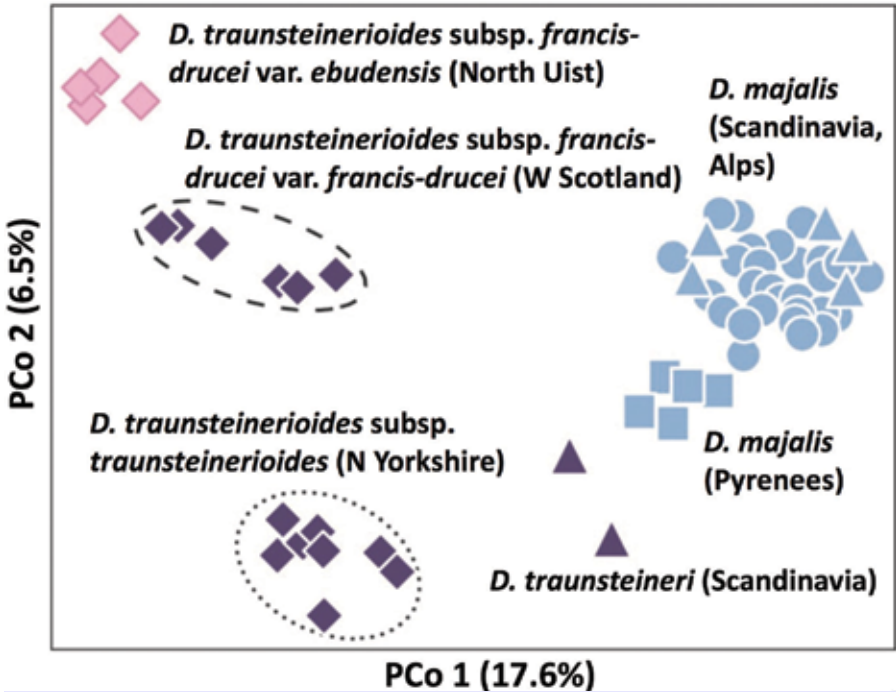 D. traunsteinerioides subsp. francis-
drucei var. ebudensis (North Uist)
D. majalis
(Scandinavia,
Alps)
D. traunsteinerioides subsp. francis-
drucei var. francis-drucei (W Scotland)
PCo 2 (6.5%)
D. traunsteinerioides subsp.
traunsteinerioides (N Yorkshire)
D. majalis
(Pyrenees)
D. traunsteineri (Scandinavia)
PCo 1 (17.6%)